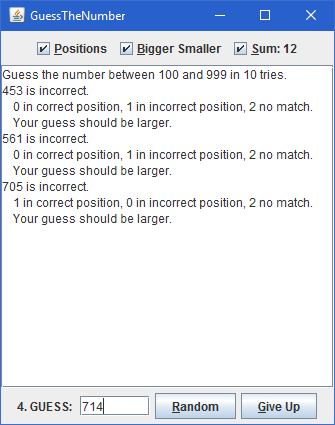 GuessTheNumber
Positions Bigger Smaller Sum: 12
Guess the number between 100 and 999 in 10 tries.
453 is incorrect.
0 in correct position, 1 in incorrect position, 2 no match.
Your guess should be larger.
561 is incorrect.
0 in correct position, 1 in incorrect position, 2 no match.
Your guess should be larger.
705 is incorrect.
1 in correct position, 0 in incorrect position, 2 no match.
Your guess should be larger.
4. GUESS: 714 Random Give Up